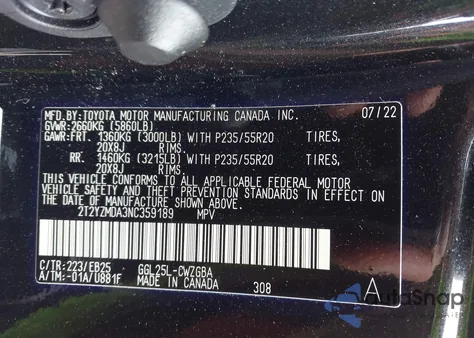 MFD. BY: TOYOTA MOTOR MANUFACTURING CANADA INC. 07/22
GVWR: 2660KG (5860LB)
GAWR: FRT. 1360KG (3000LB) WITH P235/55R20 TIRES,
20X8J RIMS.
RR. 1460KG (3215LB) WITH P235/55R20 TIRES,
20X8J RIMS.
THIS VEHICLE CONFORMS TO ALL APPLICABLE FEDERAL MOTOR
VEHICLE SAFETY AND THEFT PREVENTION STANDARDS IN EFFECT ON
THE DATE OF MANUFACTURE SHOWN ABOVE.
2T2YZMDA3NC359189 MPV
C/TR:223/EB25 GGL25L-CWZGBA
A/TM:-01A/U881F MADE IN CANADA 308 A
AutoSnap